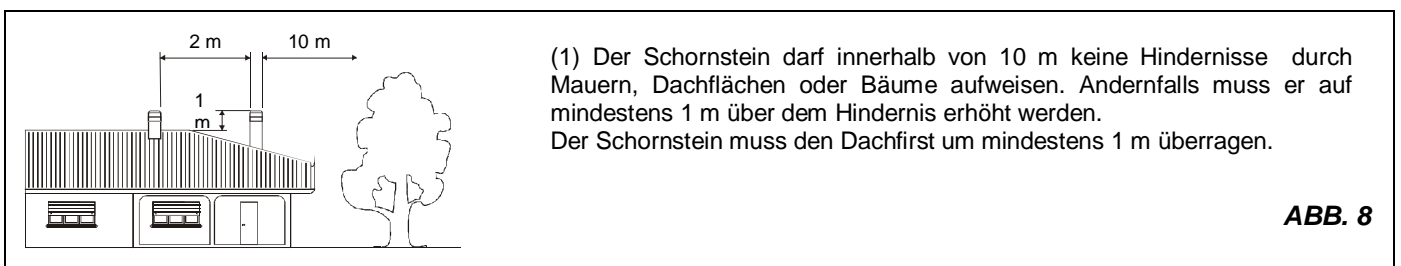 2 m 10 m
1
m
(1) Der Schornstein darf innerhalb von 10 m keine Hindernisse durch
Mauern, Dachflächen oder Bäume aufweisen. Andernfalls muss er auf
mindestens 1 m über dem Hindernis erhöht werden.
Der Schornstein muss den Dachfirst um mindestens 1 m überragen.
ABB. 8